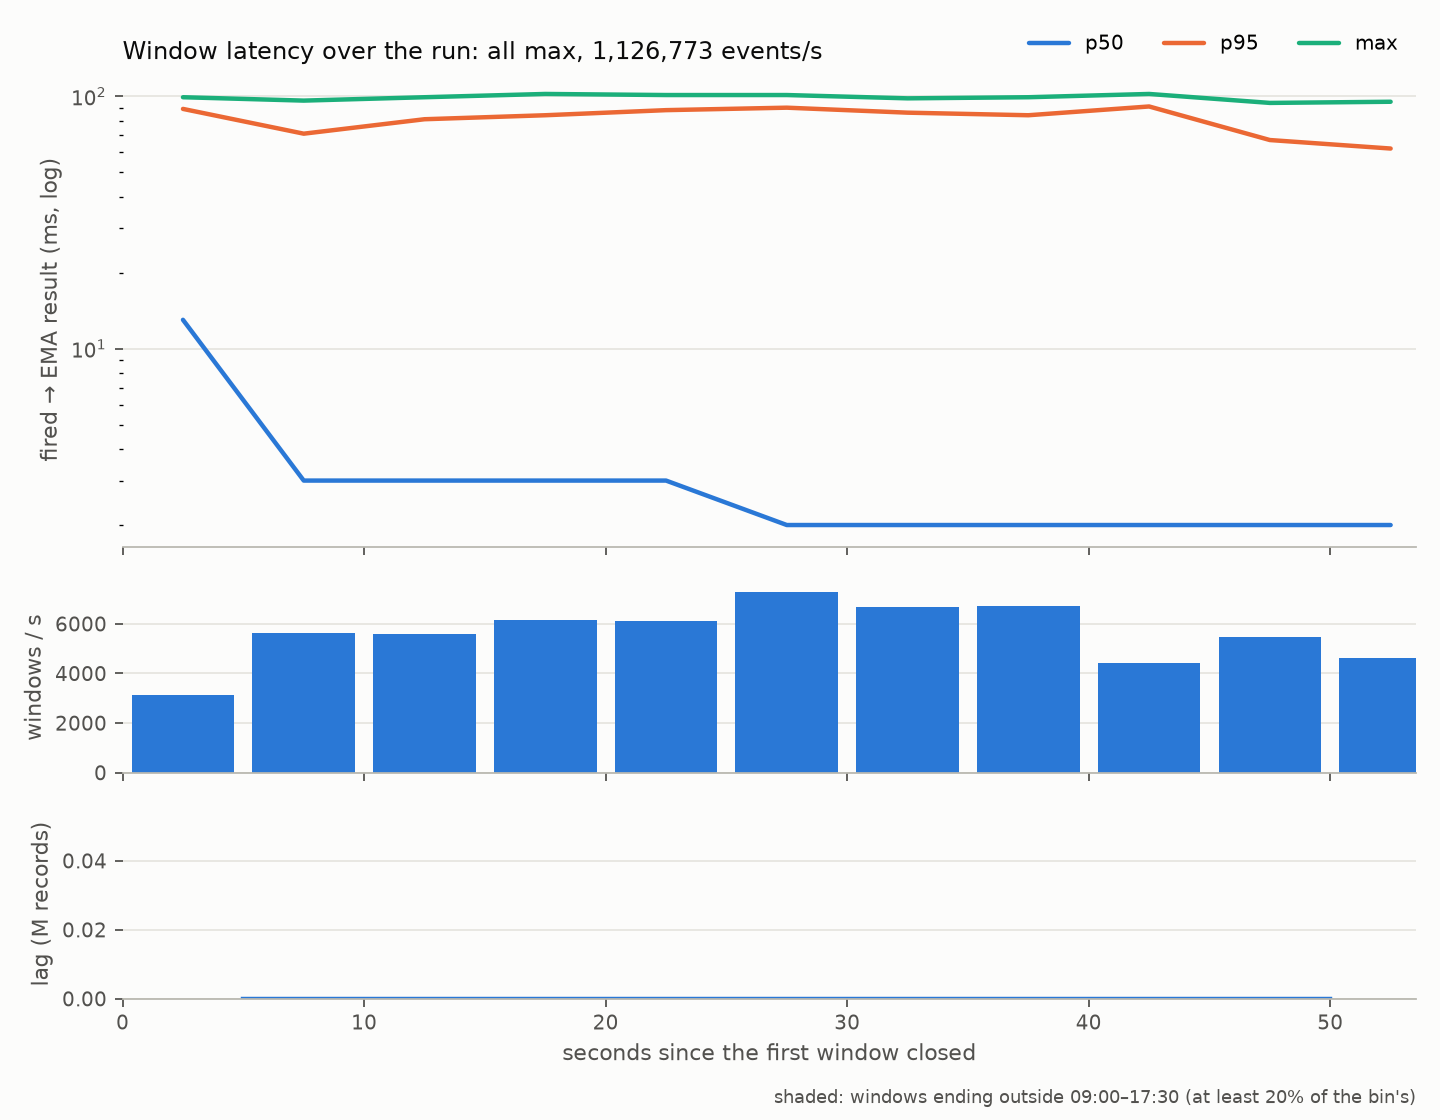 Window latency over the run: all max, 1,126,773 events/s
p50
p95
max
fired → EMA result (ms, log)
10²
10¹
windows / s
6000
4000
2000
0
lag (M records)
0.04
0.02
0.00
0 10 20 30 40 50
seconds since the first window closed
shaded: windows ending outside 09:00–17:30 (at least 20% of the bin's)